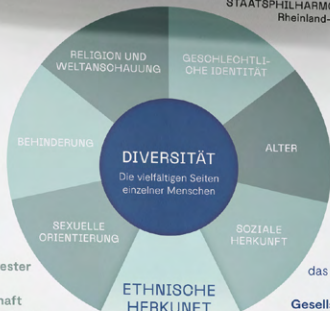 STAATSPHILHARMO
Rheinland-
RELIGION UND
WELTANSCHAUUNG
GESCHLECHTLI-
CHE IDENTITÄT
BEHINDERUNG
DIVERSITÄT
Die vielfältigen Seiten
einzelner Menschen
ALTER
SEXUELLE
ORIENTIERUNG
SOZIALE
HERKUNFT
ester
das
haft
ETHNISCHE
HERKUNFT
Gesell